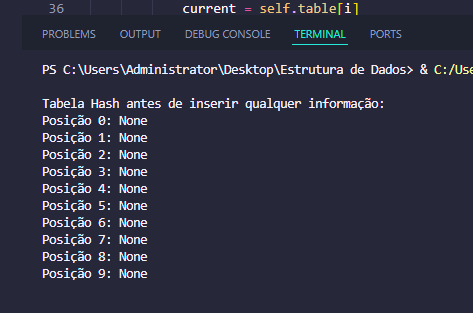 36 current = self.table[i]
PROBLEMS OUTPUT DEBUG CONSOLE TERMINAL PORTS
PS C:\Users\Administrator\Desktop\Estrutura de Dados> & C:/Use
Tabela Hash antes de inserir qualquer informação:
Posição 0: None
Posição 1: None
Posição 2: None
Posição 3: None
Posição 4: None
Posição 5: None
Posição 6: None
Posição 7: None
Posição 8: None
Posição 9: None